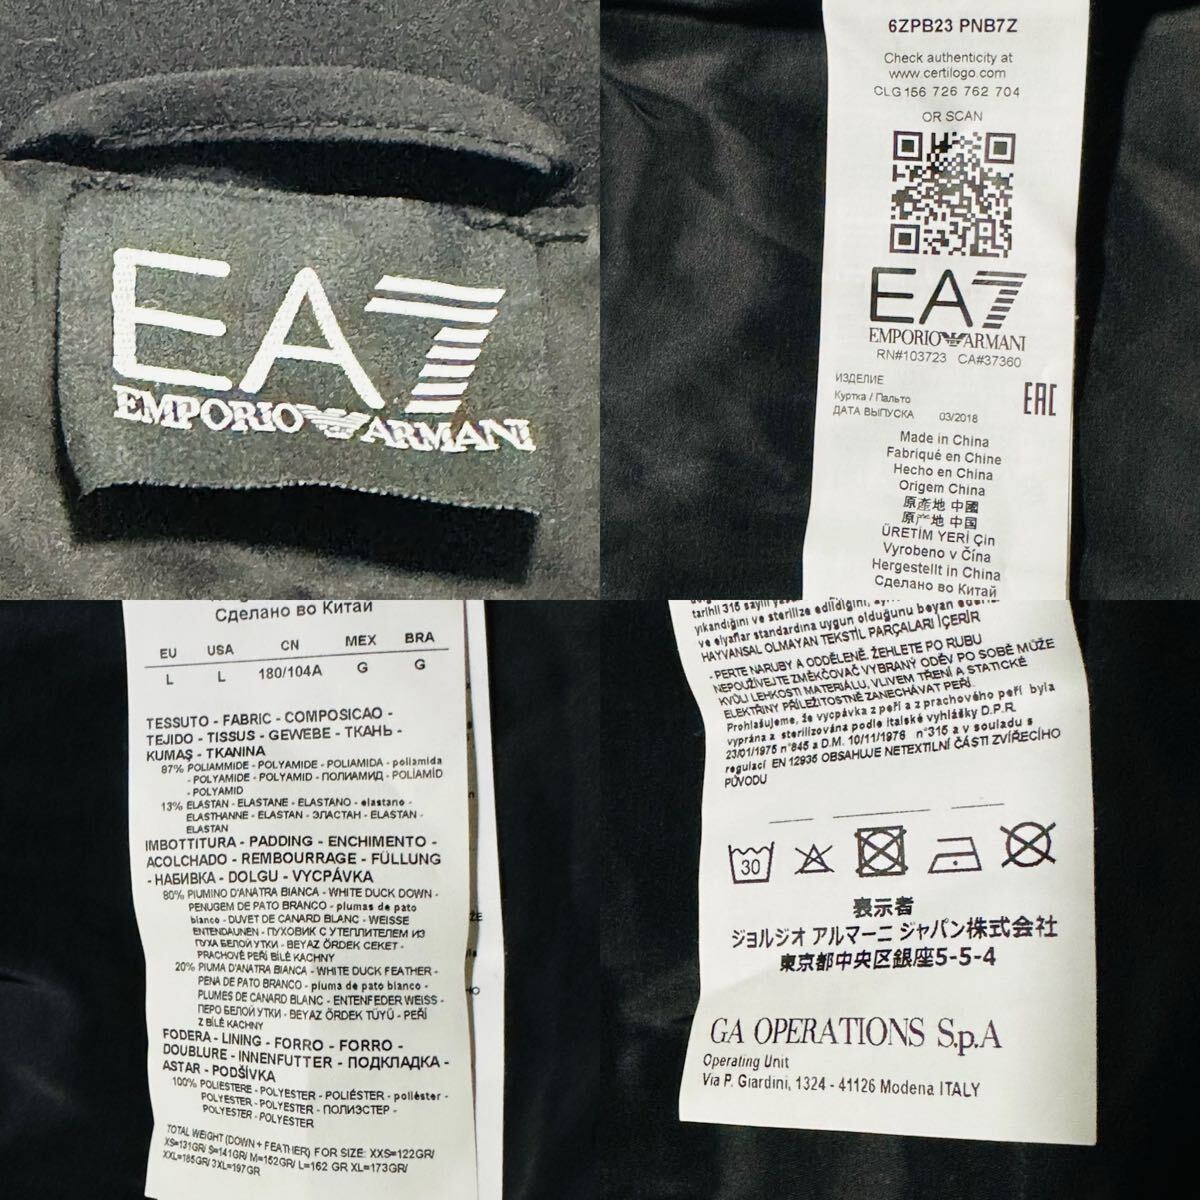 EA7
EMPORIO ARMANI
6ZPB23 PNB7Z
Check authenticity at
www.certilogo.com
CLG 156 726 762 704
OR SCAN
EA7
EMPORIO ARMANI
RN#103723 CA#37360
ИЗДЕЛИЕ
Куртка / Пальто
ДАТА ВЫПУСКА 03/2018
EAC
Made in China
Fabriqué en Chine
Hecho en China
Origem China
原產地 中國
原产地 中国
ÜRETİM YERİ Çin
Vyrobeno v Čína
Hergestellt in China
Сделано во Китай
Сделано во Китай
EU USA CN MEX BRA
L L 180/104A G G
TESSUTO - FABRIC - COMPOSICAO -
TEJIDO - TISSUS - GEWEBE - ТКАНЬ -
KUMAŞ - TKANINA
87% POLIAMMIDE - POLYAMIDE - POLIAMIDA - poliamida
- POLYAMIDE - POLYAMID - ПОЛИАМИД - POLİAMİD
- POLYAMID
13% ELASTAN - ELASTANE - ELASTANO - elastano -
ELASTHANNE - ELASTAN - ЭЛАСТАН - ELASTAN -
ELASTAN
IMBOTTITURA - PADDING - ENCHIMENTO -
ACOLCHADO - REMBOURRAGE - FÜLLUNG
- НАБИВКА - DOLGU - VYCPÁVKA
80% PIUMINO D'ANATRA BIANCA - WHITE DUCK DOWN -
PENUGEM DE PATO BRANCO - plumas de pato
blanco - DUVET DE CANARD BLANC - WEISSE
ENTENDAUNEN - ПУХОВИК С УТЕПЛИТЕЛЕМ ИЗ
ПУХА БЕЛОЙ УТКИ - BEYAZ ÖRDEK CEKET -
PRACHOVÉ PEŘÍ BÍLÉ KACHNY
20% PIUMA D'ANATRA BIANCA - WHITE DUCK FEATHER -
PENA DE PATO BRANCO - pluma de pato blanco -
PLUMES DE CANARD BLANC - ENTENFEDER WEISS -
ПЕРО БЕЛОЙ УТКИ - BEYAZ ÖRDEK TÜYÜ - PEŘÍ
Z BÍLÉ KACHNY
FODERA - LINING - FORRO - FORRO -
DOUBLURE - INNENFUTTER - ПОДКЛАДКА -
ASTAR - PODŠÍVKA
100% POLIESTERE - POLYESTER - POLIÉSTER - poliéster -
POLYESTER - POLYESTER - ПОЛИЭСТЕР -
POLYESTER - POLYESTER
TOTAL WEIGHT (DOWN + FEATHER) FOR SIZE: XXS=122GR/
XS=131GR/ S=141GR/ M=152GR/ L=162 GR XL=173GR/
XXL=185GR/ 3XL=197GR
tarihli 315 sayılı
yıkandığını ve sterilize edildiğini,
ve elyaflar standardına uygun olduğunu beyan
HAYVANSAL OLMAYAN TEKSTİL PARÇALARI İÇERİR
- PERTE NARUBY A ODDĚLENĚ. ŽEHLETE PO RUBU
NEPOUŽÍVEJTE ZMĚKČOVAČ VYBRANÝ ODĚV PO SOBĚ MŮŽE
KVŮLI LEHKOSTI MATERIÁLU, VLIVEM TŘENÍ A STATICKÉ
ELEKTŘINY PŘÍLEŽITOSTNĚ ZANECHÁVAT PEŘÍ.
Prohlašujeme, že výcpávka z peří a z prachového peří byla
vyprána a sterilizována podle italské vyhlášky D.P.R.
23/01/1975 n°845 a D.M. 10/11/1976 n°315 a v souladu s
regulací EN 12935 OBSAHUJE NETEXTILNÍ ČÁSTI ZVÍŘECÍHO
PŮVODU
30
表示者
ジョルジオ アルマーニ ジャパン株式会社
東京都中央区銀座5-5-4
GA OPERATIONS S.p.A
Operating Unit
Via P. Giardini, 1324 - 41126 Modena ITALY